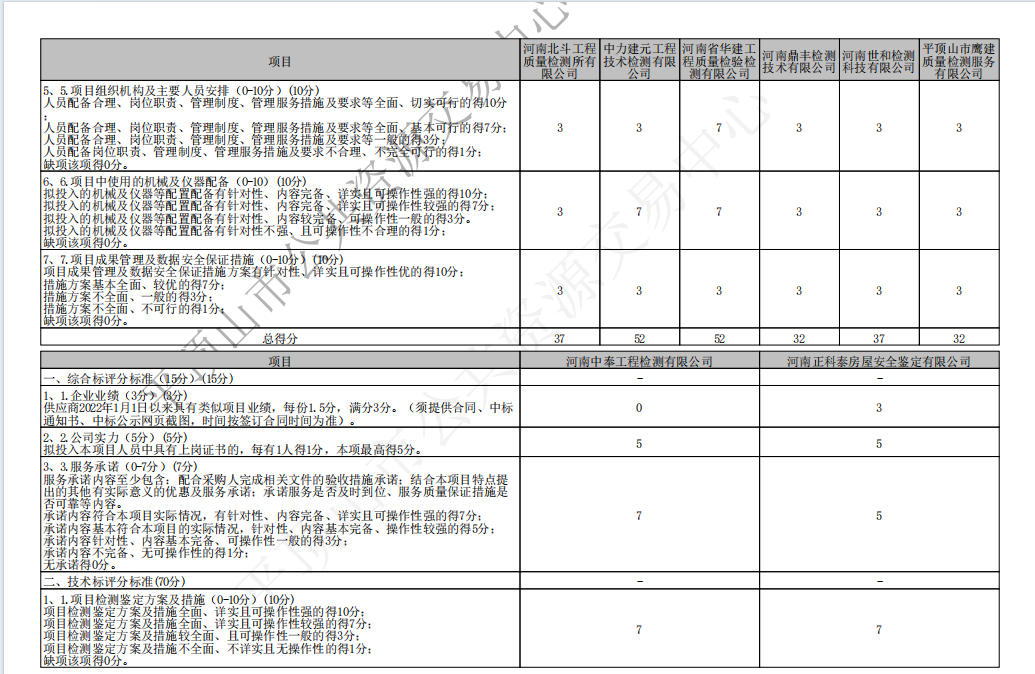 项目 河南北斗工程质量检测所有限公司 中力建元工程技术检测有限公司 河南省华建工程质量检验检测有限公司 河南鼎丰检测技术有限公司 河南世和检测科技有限公司 平顶山市鹰建质量检测服务有限公司
5、5.项目组织机构及主要人员安排（0-10分）(10分)
人员配备合理、岗位职责、管理制度、管理服务措施及要求等全面、切实可行的得10分
；
人员配备合理、岗位职责、管理制度、管理服务措施及要求等全面、基本可行的得7分；
人员配备合理、岗位职责、管理制度、管理服务措施及要求等一般的得3分；
人员配备岗位职责、管理制度、管理服务措施及要求不合理、不完全可行的得1分；
缺项该项得0分。
3 3 7 3 3 3
6、6.项目中使用的机械及仪器配备（0-10）(10分)
拟投入的机械及仪器等配置配备有针对性、内容完备、详实且可操作性强的得10分；
拟投入的机械及仪器等配置配备有针对性、内容完备、详实且可操作性较强的得7分；
拟投入的机械及仪器等配置配备有针对性、内容较完备、可操作性一般的得3分。
拟投入的机械及仪器等配置配备有针对性不强、且可操作性不合理的得1分；
缺项该项得0分。
3 7 7 3 3 3
7、7.项目成果管理及数据安全保证措施（0-10分）(10分)
项目成果管理及数据安全保证措施方案有针对性、详实且可操作性优的得10分；
措施方案基本全面、较优的得7分；
措施方案不全面、一般的得3分；
措施方案不全面、不可行的得1分；
缺项该项得0分。
3 3 3 3 3 3
总得分 37 52 52 32 37 32
项目 河南中泰工程检测有限公司 河南正科泰房屋安全鉴定有限公司
一、综合标评分标准（15分）(15分) - -
1、1.企业业绩（3分）(3分)
供应商2022年1月1日以来具有类似项目业绩，每份1.5分，满分3分。（须提供合同、中标
通知书、中标公示网页截图，时间按签订合同时间为准）。
0 3
2、2.公司实力（5分）(5分)
拟投入本项目人员中具有上岗证书的，每有1人得1分，本项最高得5分。
5 5
3、3.服务承诺（0-7分）(7分)
服务承诺内容至少包含：配合采购人完成相关文件的验收措施承诺；结合本项目特点提
出的其他有实际意义的优惠及服务承诺；承诺服务是否及时到位、服务质量保证措施是
否可靠等内容。
承诺内容符合本项目实际情况，有针对性、内容完备、详实且可操作性强的得7分；
承诺内容基本符合本项目的实际情况，针对性、内容基本完备、操作性较强的得5分；
承诺内容针对性、内容基本完备、可操作性一般的得3分；
承诺内容不完备、无可操作性的得1分；
无承诺得0分。
7 5
二、技术标评分标准(70分) - -
1、1.项目检测鉴定方案及措施（0-10分）(10分)
项目检测鉴定方案及措施全面、详实且可操作性强的得10分；
项目检测鉴定方案及措施全面、详实且可操作性较强的得7分；
项目检测鉴定方案及措施较全面、且可操作性一般的得3分；
项目检测鉴定方案及措施不全面、不详实且无操作性的得1分；
缺项该项得0分。
7 7
平顶山市公共资源交易中心
平顶山市公共资源交易中心